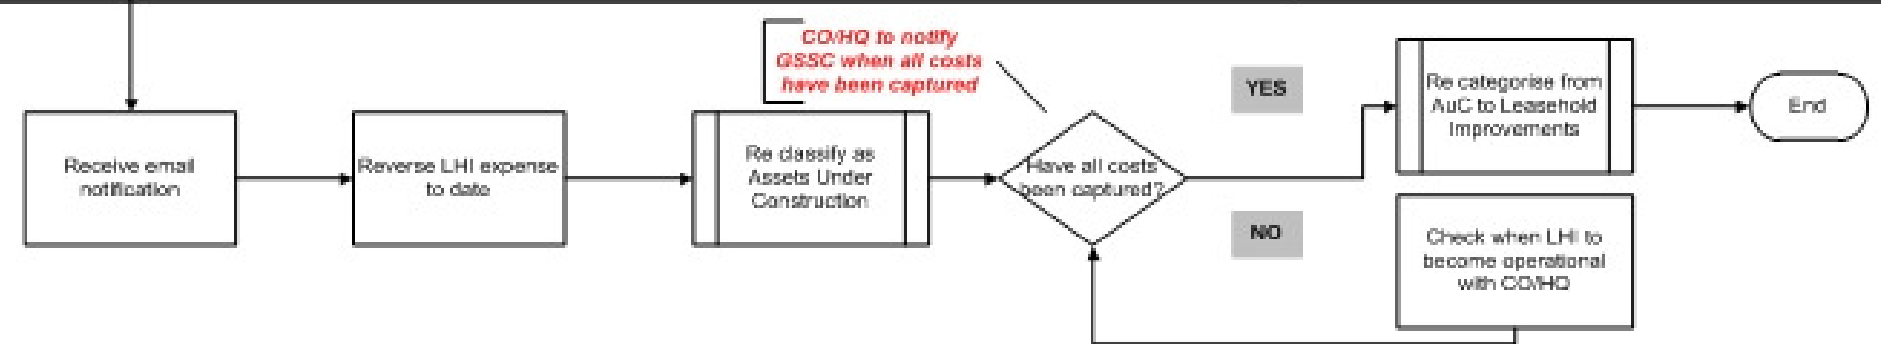 CO/HQ to notify
GSSC when all costs
have been captured
Receive email
notification
Reverse LHI expense
to date
Re classify as
Assets Under
Construction
Have all costs
been captured?
YES
NO
Re categorise from
AuC to Leasehold
Improvements
End
Check when LHI to
become operational
with CO/HQ